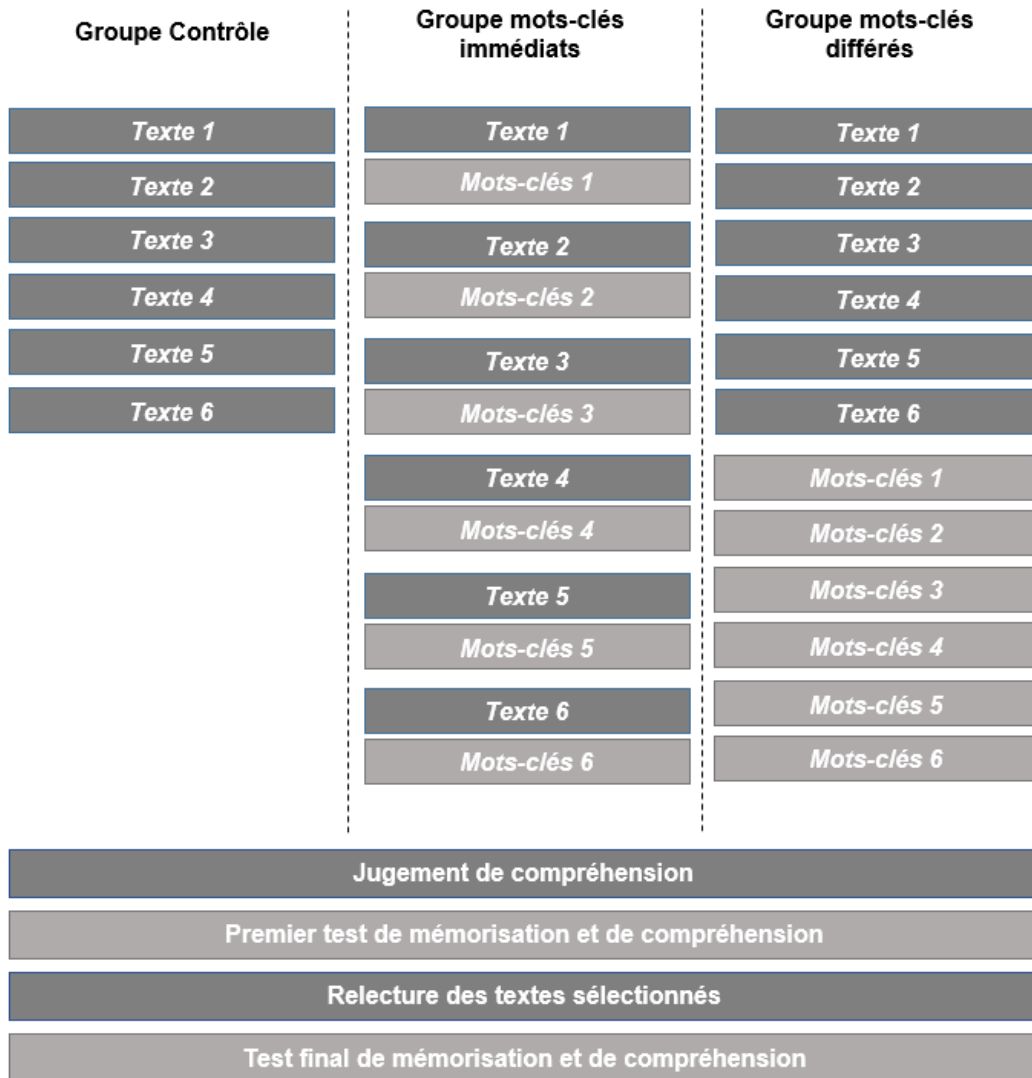 Groupe Contrôle
Texte 1
Texte 2
Texte 3
Texte 4
Texte 5
Texte 6
Groupe mots-clés
immédiats
Texte 1
Mots-clés 1
Texte 2
Mots-clés 2
Texte 3
Mots-clés 3
Texte 4
Mots-clés 4
Texte 5
Mots-clés 5
Texte 6
Mots-clés 6
Groupe mots-clés
différés
Texte 1
Texte 2
Texte 3
Texte 4
Texte 5
Texte 6
Mots-clés 1
Mots-clés 2
Mots-clés 3
Mots-clés 4
Mots-clés 5
Mots-clés 6
Jugement de compréhension
Premier test de mémorisation et de compréhension
Relecture des textes sélectionnés
Test final de mémorisation et de compréhension